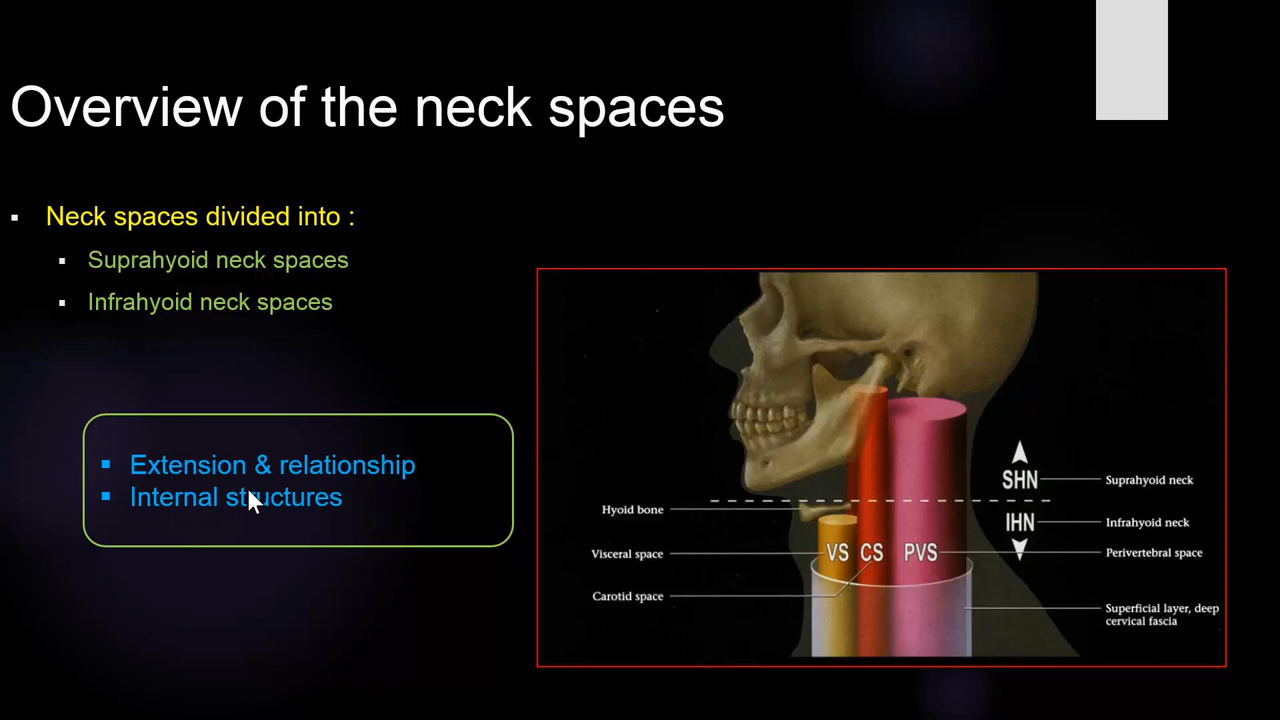 Overview of the neck spaces
Neck spaces divided into :
Suprahyoid neck spaces
Infrahyoid neck spaces
Extension & relationship
Internal structures
SHN
Suprahyoid neck
Hyoid bone
IHN
Infrahyoid neck
Visceral space
VS CS PVS
Perivertebral space
Carotid space
Superficial layer, deep
cervical fascia